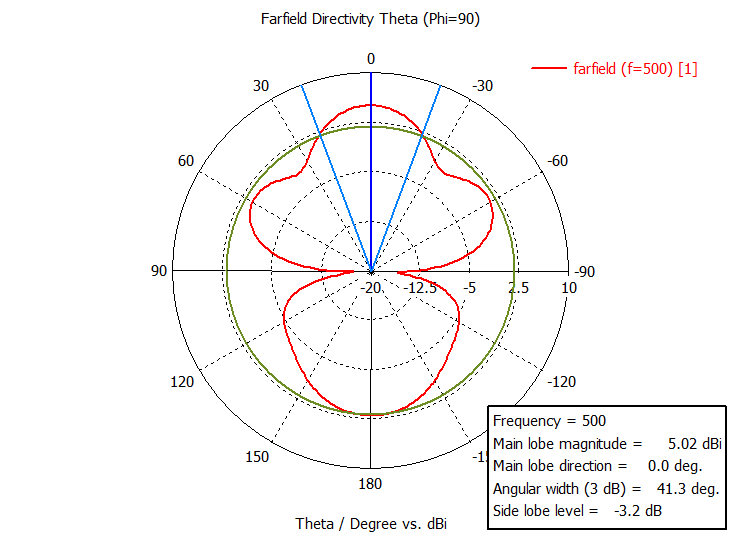 Farfield Directivity Theta (Phi=90)
farfield (f=500) [1]
0
30
-30
60
-60
90
-20
-12.5
-5
2.5
10
-90
120
-120
150
-15
180
Frequency = 500
Main lobe magnitude = 5.02 dBi
Main lobe direction = 0.0 deg.
Angular width (3 dB) = 41.3 deg.
Side lobe level = -3.2 dB
Theta / Degree vs. dBi